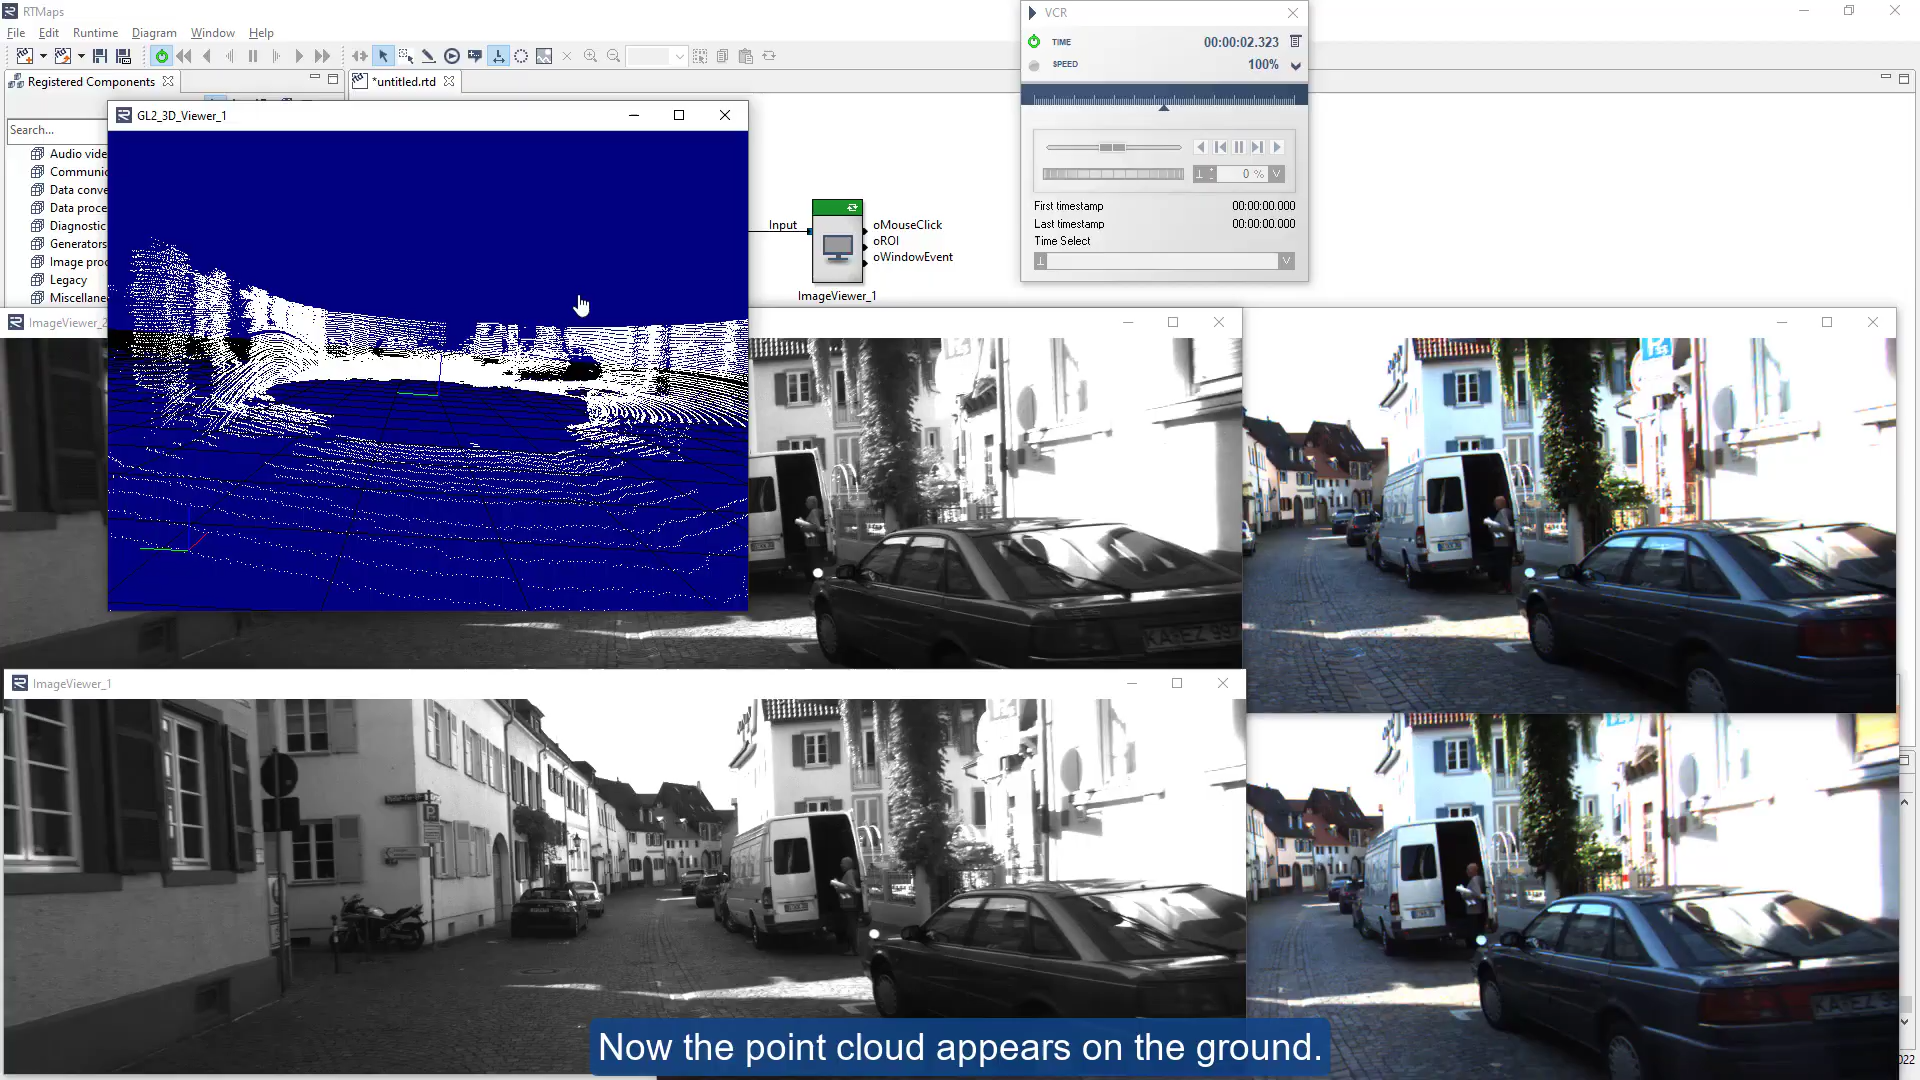 RTMaps
File Edit Runtime Diagram Window Help
Registered Components
*untitled.rtd
Search...
Audio vide
Communic
Data conve
Data proce
Diagnostic
Generators
Image proc
Legacy
Miscellane
GL2_3D_Viewer_1
Input
oMouseClick
oROI
oWindowEvent
ImageViewer_1
VCR
TIME 00:00:02.323
SPEED 100%
0 %
First timestamp 00:00:00.000
Last timestamp 00:00:00.000
Time Select
ImageViewer_2
ImageViewer_1
Now the point cloud appears on the ground.
022